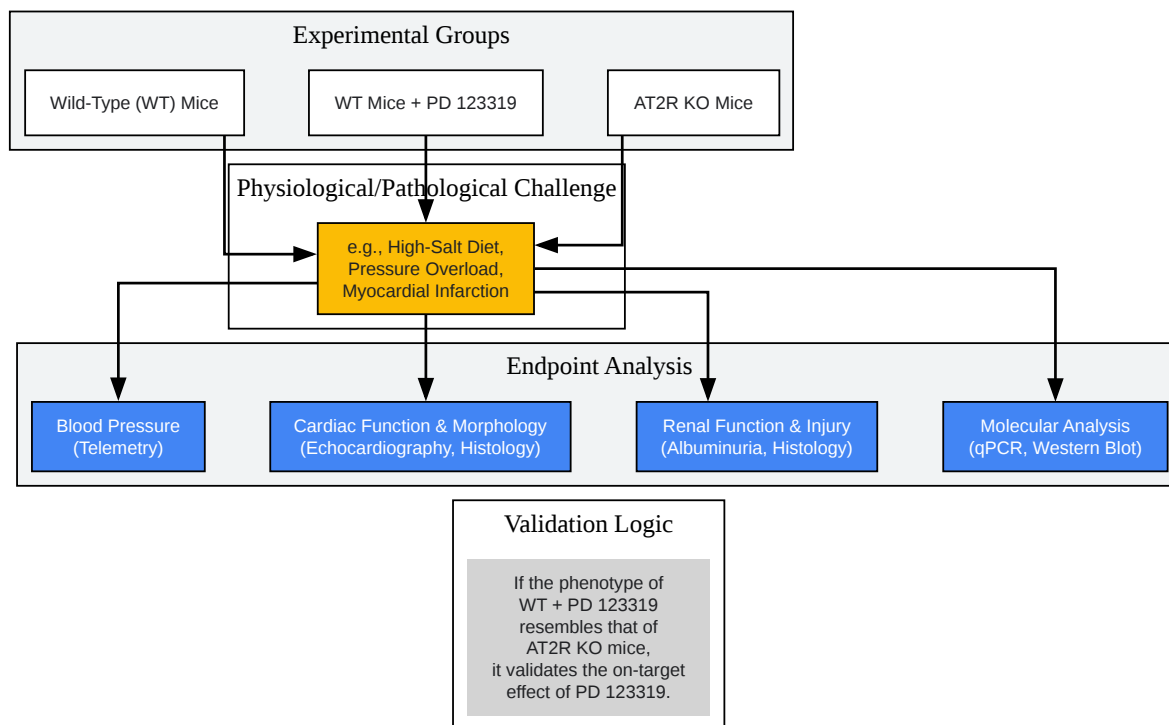 Experimental Groups
Wild-Type (WT) Mice
WT Mice + PD 123319
AT2R KO Mice
Physiological/Pathological Challenge
e.g., High-Salt Diet,
Pressure Overload,
Myocardial Infarction
Endpoint Analysis
Blood Pressure
(Telemetry)
Cardiac Function & Morphology
(Echocardiography, Histology)
Renal Function & Injury
(Albuminuria, Histology)
Molecular Analysis
(qPCR, Western Blot)
Validation Logic
If the phenotype of
WT + PD 123319
resembles that of
AT2R KO mice,
it validates the on-target
effect of PD 123319.